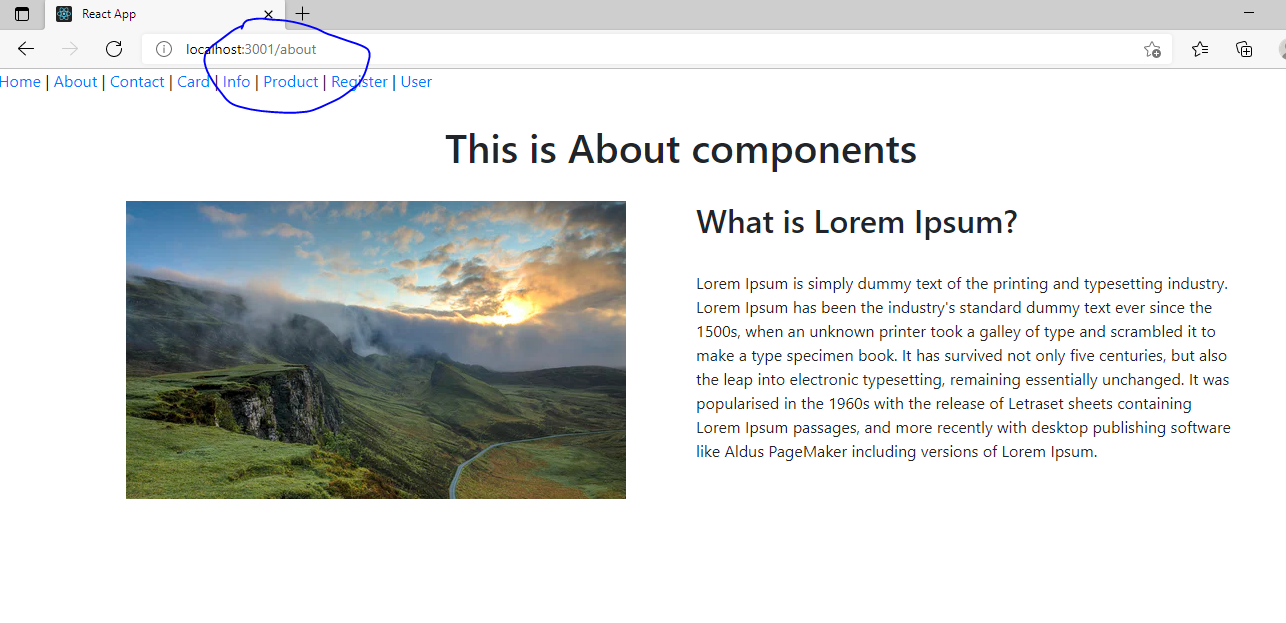 React App
localhost:3001/about
Home | About | Contact | Card | Info | Product | Register | User
This is About components
What is Lorem Ipsum?
Lorem Ipsum is simply dummy text of the printing and typesetting industry.
Lorem Ipsum has been the industry's standard dummy text ever since the
1500s, when an unknown printer took a galley of type and scrambled it to
make a type specimen book. It has survived not only five centuries, but also
the leap into electronic typesetting, remaining essentially unchanged. It was
popularised in the 1960s with the release of Letraset sheets containing
Lorem Ipsum passages, and more recently with desktop publishing software
like Aldus PageMaker including versions of Lorem Ipsum.